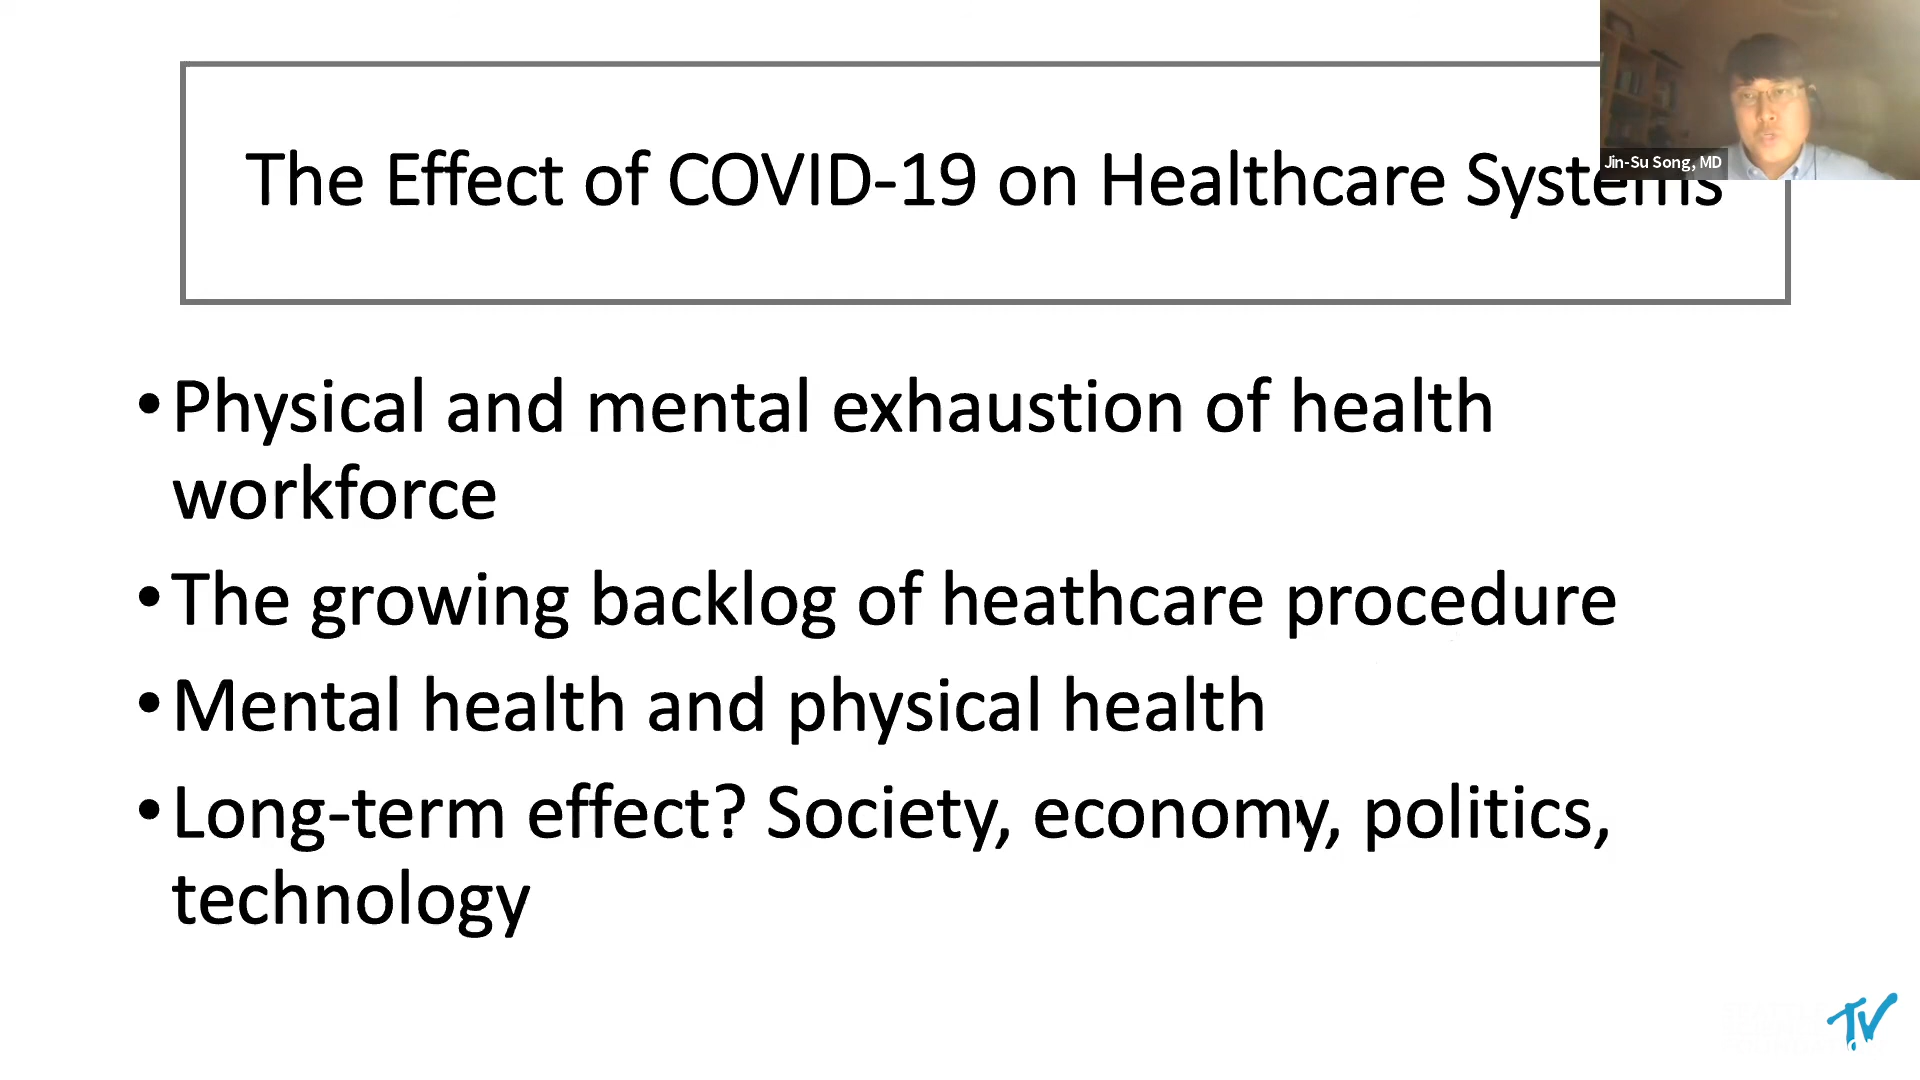 The Effect of COVID-19 on Healthcare Systems
Jin-Su Song, MD
•Physical and mental exhaustion of health
workforce
•The growing backlog of heathcare procedure
•Mental health and physical health
•Long-term effect? Society, economy, politics,
technology
TV